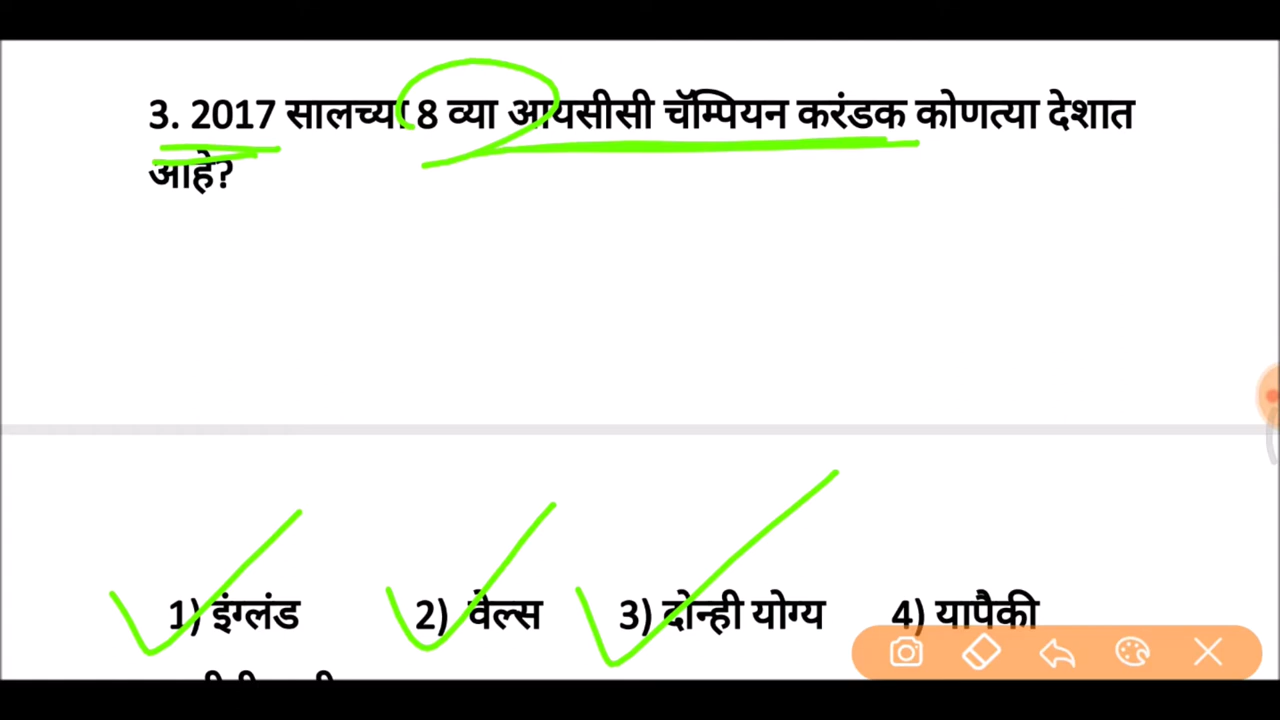 3. 2017 सालच्या 8 व्या आयसीसी चॅम्पियन करंडक कोणत्या देशात
आहे?
1) इंग्लंड 2) वेल्स 3) दोन्ही योग्य 4) यापैकी